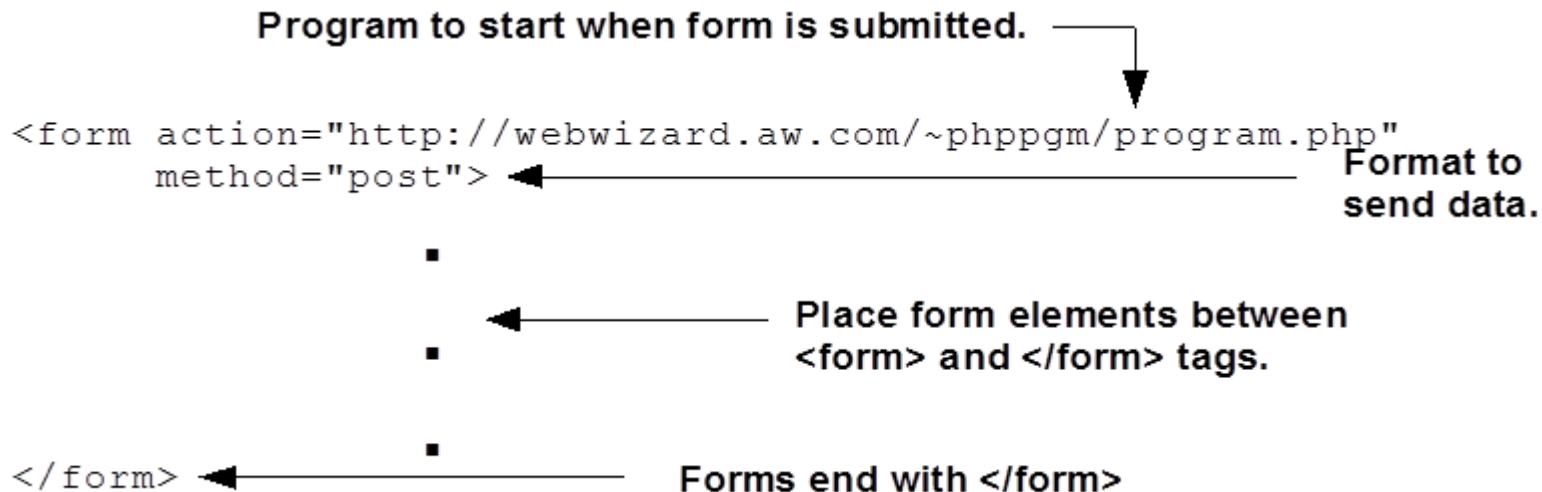 Program to start when form is submitted.
<form action="http://webwizard.aw.com/~phppgm/program.php"
method="post">
Format to
send data.
Place form elements between
<form> and </form> tags.
</form>
Forms end with </form>